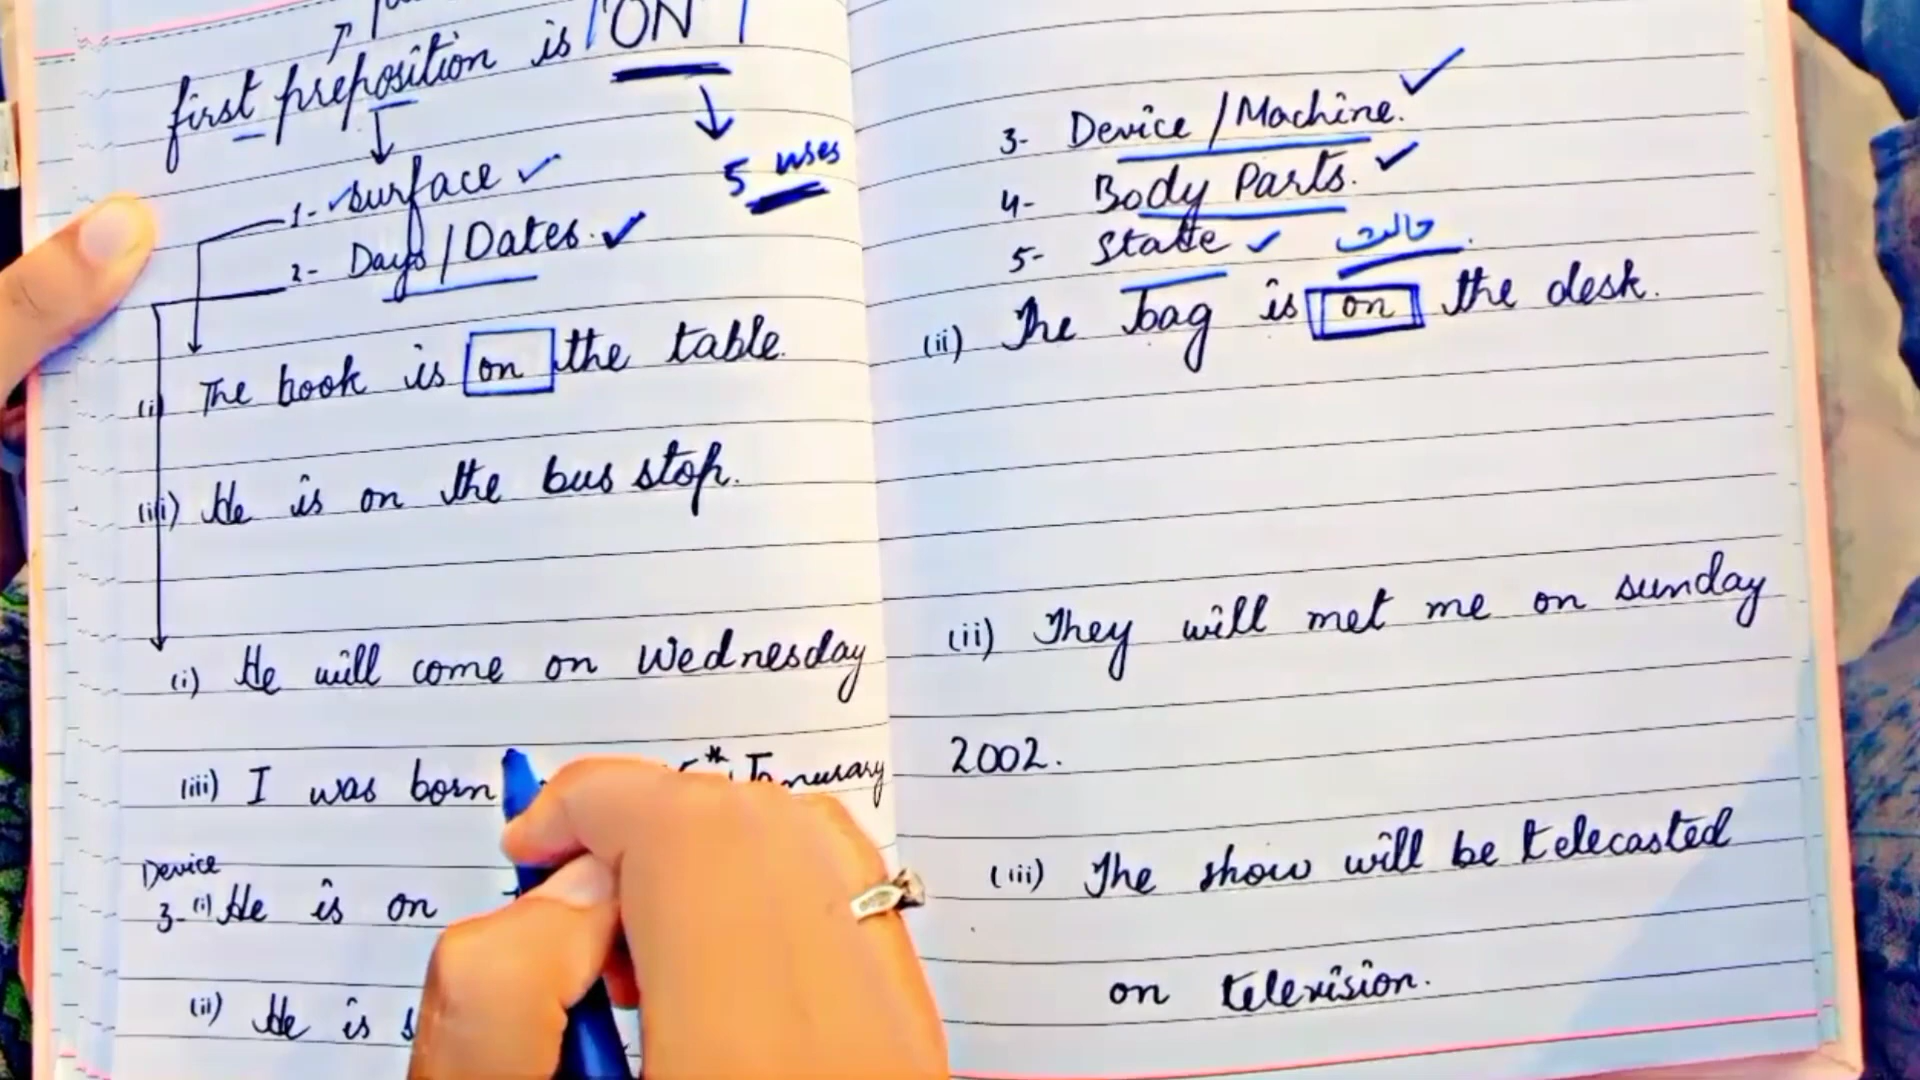 first preposition is ON
5 uses
1- surface
2- Days/Dates.
(i) The book is on the table.
(iii) He is on the bus stop.
(i) He will come on Wednesday
(iii) I was born January
Device
3- (i) He is on
(ii) He is
3- Device/Machine.
4- Body Parts.
5- State حالت
(ii) The bag is on the desk.
(ii) They will met me on sunday
2002.
(iii) The show will be telecasted
on television.